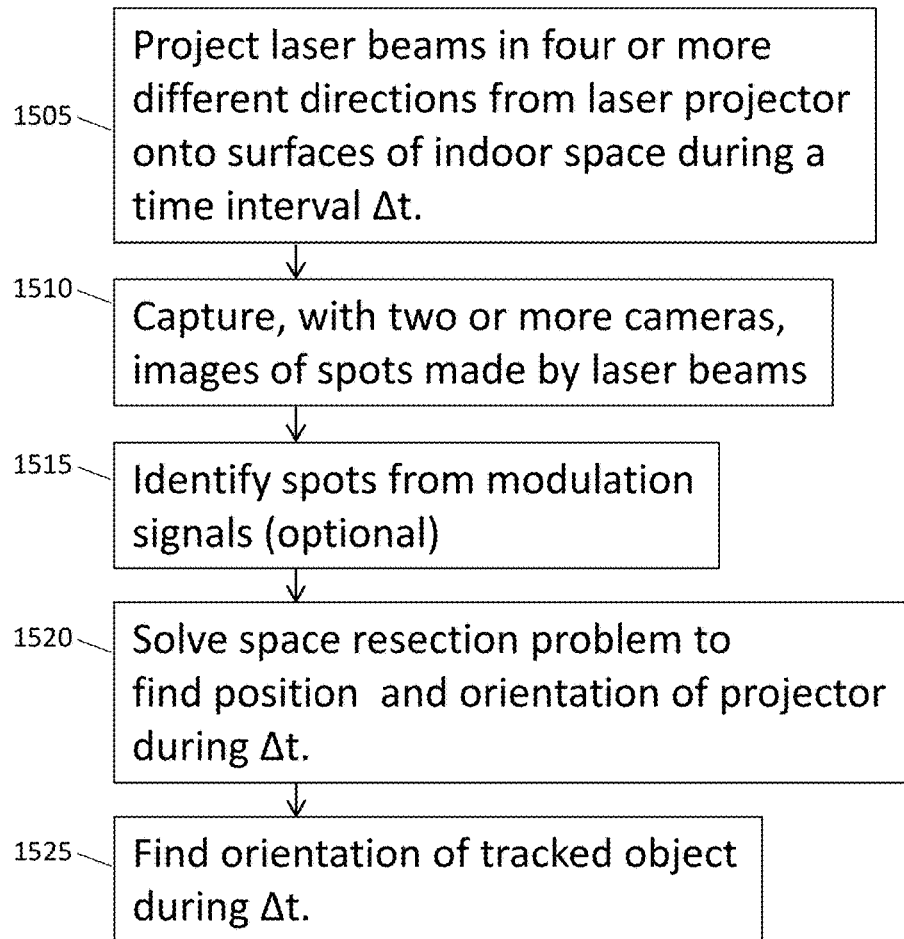 Project laser beams in four or more
different directions from laser projector
1505
onto surfaces of indoor space during a
time interval Δt.
1510
Capture, with two or more cameras,
images of spots made by laser beams
1515
Identify spots from modulation
signals (optional)
1520
Solve space resection problem to
find position and orientation of projector
during Δt.
1525
Find orientation of tracked object
during Δt.